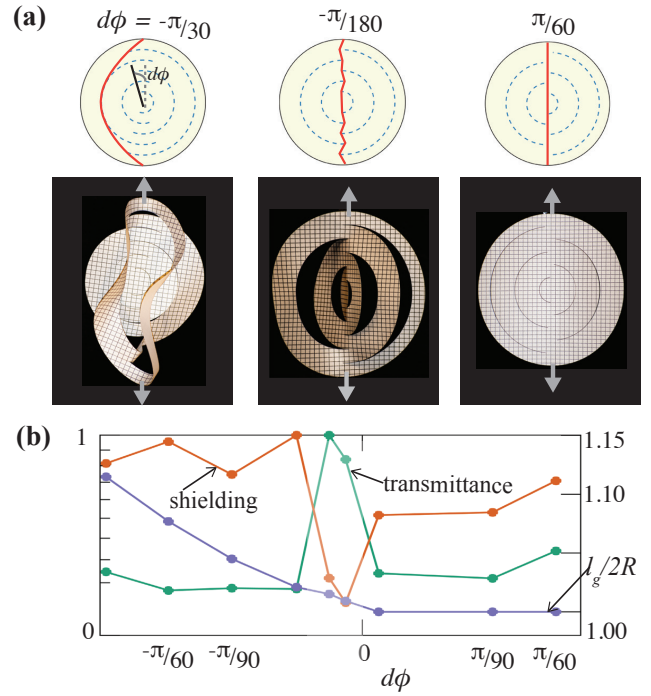 (a)
dϕ = -π/30
-π/180
π/60
dϕ
(b)
1
1.15
shielding
transmittance
1.10
l_g/2R
0
1.00
-π/60
-π/90
0
π/90
π/60
dϕ